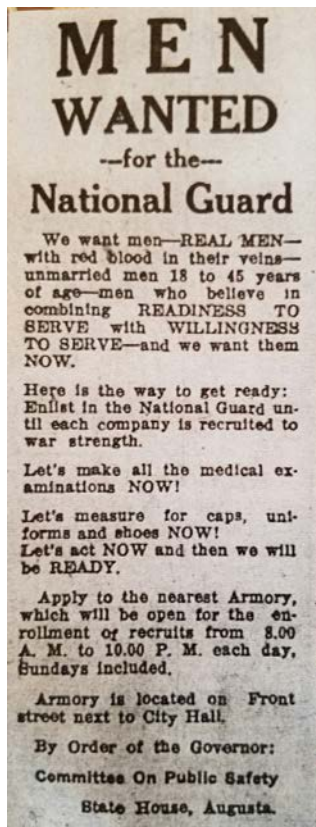 MEN
WANTED
--for the--
National Guard
We want men—REAL MEN—
with red blood in their veins—
unmarried men 18 to 45 years
of age—men who believe in
combining READINESS TO
SERVE with WILLINGNESS
TO SERVE—and we want them
NOW.
Here is the way to get ready:
Enlist in the National Guard un-
til each company is recruited to
war strength.
Let's make all the medical ex-
aminations NOW!
Let's measure for caps, uni-
forms and shoes NOW!
Let's act NOW and then we will
be READY.
Apply to the nearest Armory,
which will be open for the en-
rollment of recruits from 8.00
A. M. to 10.00 P. M. each day,
Sundays included.
Armory is located on Front
street next to City Hall.
By Order of the Governor:
Committee On Public Safety
State House, Augusta.